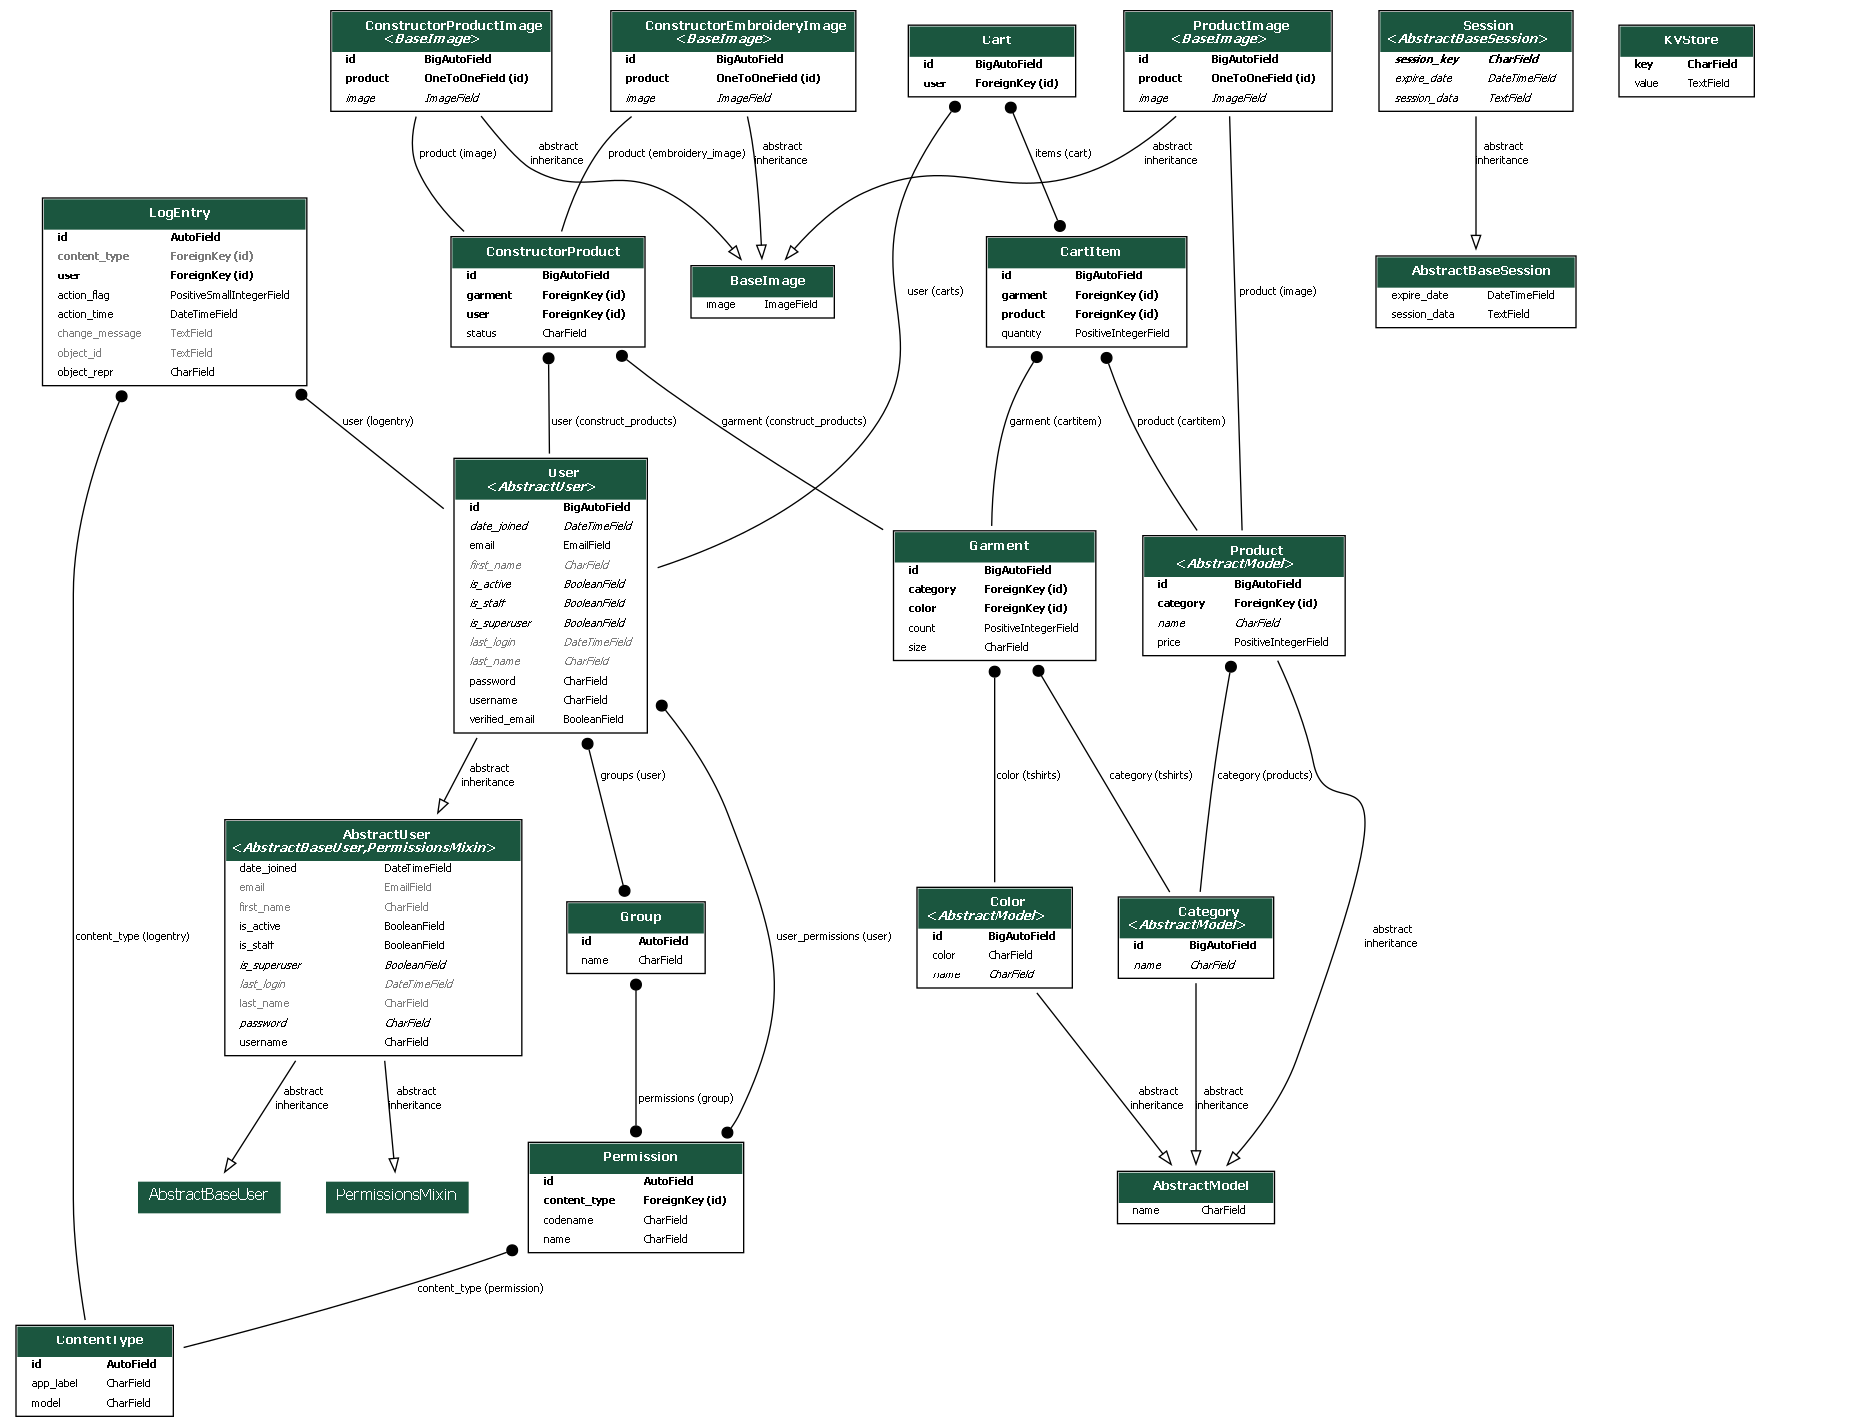 ConstructorProductImage
<BaseImage>
id BigAutoField
product OneToOneField (id)
image ImageField
ConstructorEmbroideryImage
<BaseImage>
id BigAutoField
product OneToOneField (id)
image ImageField
Cart
id BigAutoField
user ForeignKey (id)
ProductImage
<BaseImage>
id BigAutoField
product OneToOneField (id)
image ImageField
Session
<AbstractBaseSession>
session_key CharField
expire_date DateTimeField
session_data TextField
KVStore
key CharField
value TextField
product (image)
abstract
inheritance
product (embroidery_image)
abstract
inheritance
items (cart)
abstract
inheritance
abstract
inheritance
LogEntry
id AutoField
content_type ForeignKey (id)
user ForeignKey (id)
action_flag PositiveSmallIntegerField
action_time DateTimeField
change_message TextField
object_id TextField
object_repr CharField
ConstructorProduct
id BigAutoField
garment ForeignKey (id)
user ForeignKey (id)
status CharField
BaseImage
image ImageField
user (carts)
CartItem
id BigAutoField
garment ForeignKey (id)
product ForeignKey (id)
quantity PositiveIntegerField
product (image)
AbstractBaseSession
expire_date DateTimeField
session_data TextField
user (logentry)
user (construct_products)
garment (construct_products)
garment (cartitem)
product (cartitem)
User
<AbstractUser>
id BigAutoField
date_joined DateTimeField
email EmailField
first_name CharField
is_active BooleanField
is_staff BooleanField
is_superuser BooleanField
last_login DateTimeField
last_name CharField
password CharField
username CharField
verified_email BooleanField
Garment
id BigAutoField
category ForeignKey (id)
color ForeignKey (id)
count PositiveIntegerField
size CharField
Product
<AbstractModel>
id BigAutoField
category ForeignKey (id)
name CharField
price PositiveIntegerField
abstract
inheritance
groups (user)
color (tshirts)
category (tshirts)
category (products)
AbstractUser
<AbstractBaseUser,PermissionsMixin>
date_joined DateTimeField
email EmailField
first_name CharField
is_active BooleanField
is_staff BooleanField
is_superuser BooleanField
last_login DateTimeField
last_name CharField
password CharField
username CharField
content_type (logentry)
Group
id AutoField
name CharField
user_permissions (user)
Color
<AbstractModel>
id BigAutoField
color CharField
name CharField
Category
<AbstractModel>
id BigAutoField
name CharField
abstract
inheritance
abstract
inheritance
abstract
inheritance
permissions (group)
abstract
inheritance
abstract
inheritance
AbstractBaseUser
PermissionsMixin
Permission
id AutoField
content_type ForeignKey (id)
codename CharField
name CharField
AbstractModel
name CharField
content_type (permission)
ContentType
id AutoField
app_label CharField
model CharField